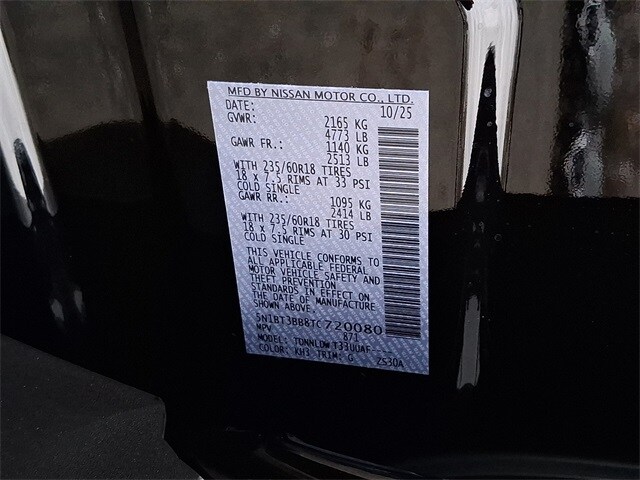 MFD BY NISSAN MOTOR CO., LTD.
DATE: 10/25
GVWR: 2165 KG
4773 LB
GAWR FR.: 1140 KG
2513 LB
WITH 235/60R18 TIRES
18 x 7.5 RIMS AT 33 PSI
COLD SINGLE
GAWR RR.: 1095 KG
2414 LB
WITH 235/60R18 TIRES
18 x 7.5 RIMS AT 30 PSI
COLD SINGLE
THIS VEHICLE CONFORMS TO
ALL APPLICABLE FEDERAL
MOTOR VEHICLE SAFETY AND
THEFT PREVENTION
STANDARDS IN EFFECT ON
THE DATE OF MANUFACTURE
SHOWN ABOVE.
5N1BT3BB8TC720080
MPV 871
MODEL:
COLOR: KH3 TRIM: G 2S30A